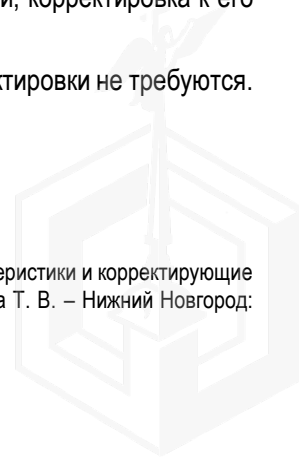 корректировка к его
ктировки не требуются.
еристики и корректирующие
а Т. В. – Нижний Новгород: